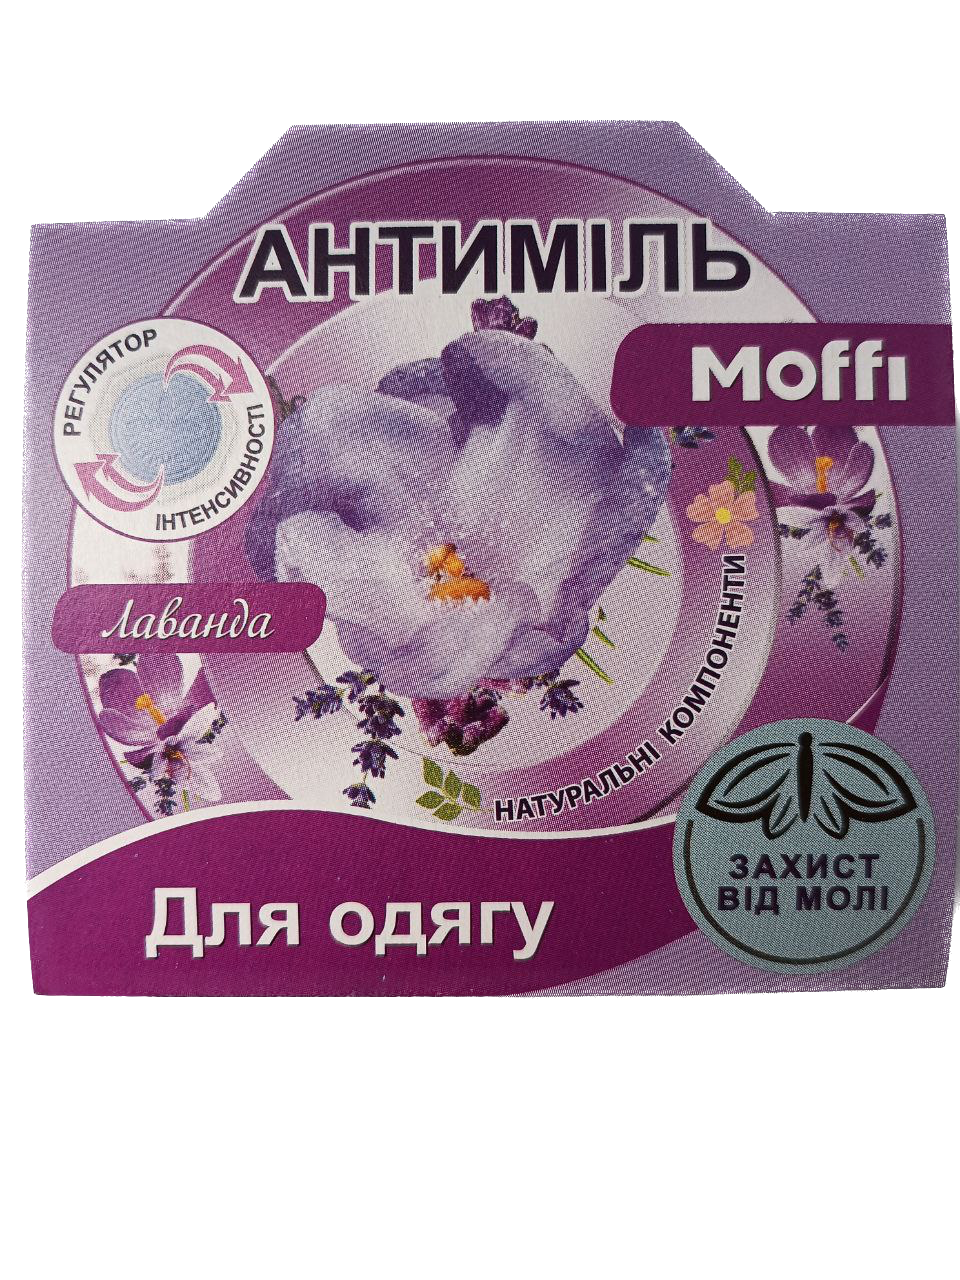 АНТИМІЛЬ
Moffi
РЕГУЛЯТОР
ІНТЕНСИВНОСТІ
Лаванда
НАТУРАЛЬНІ КОМПОНЕНТИ
ЗАХИСТ
ВІД МОЛІ
Для одягу